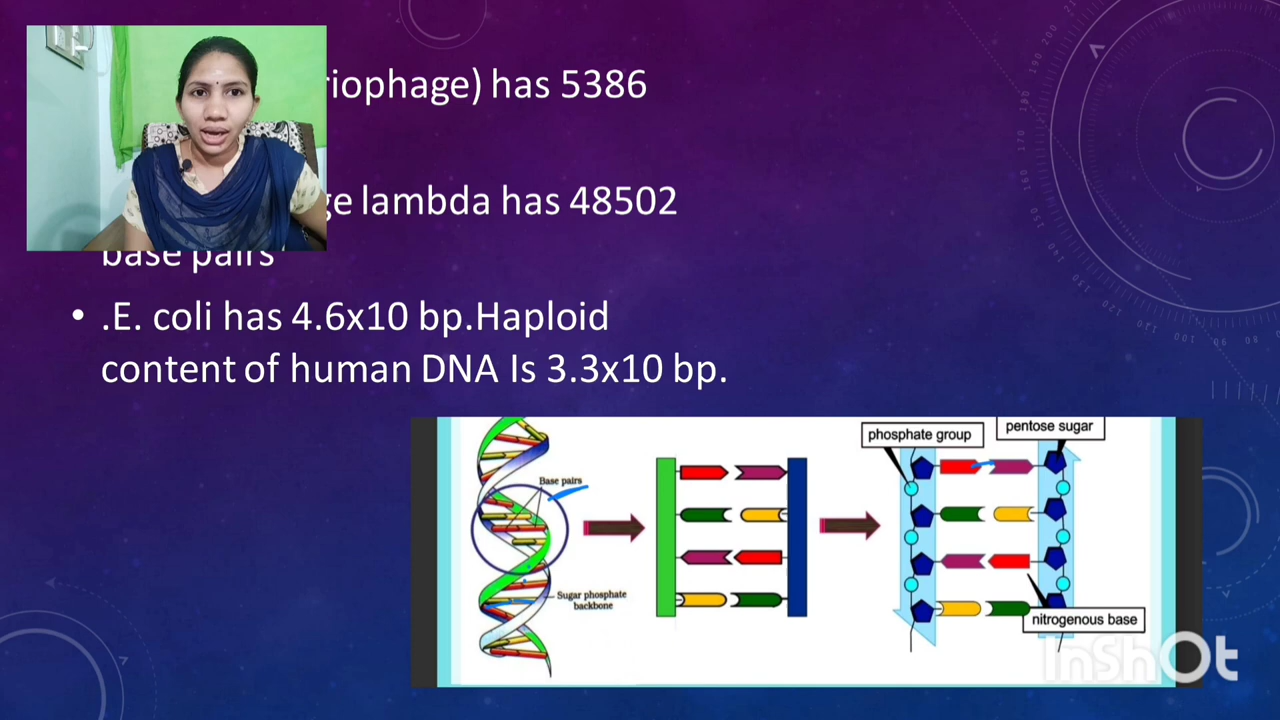 riophage) has 5386
ge lambda has 48502
base pairs
• .E. coli has 4.6x10 bp.Haploid
content of human DNA Is 3.3x10 bp.
phosphate group
pentose sugar
Base pairs
Sugar phosphate
backbone
nitrogenous base
InShOt